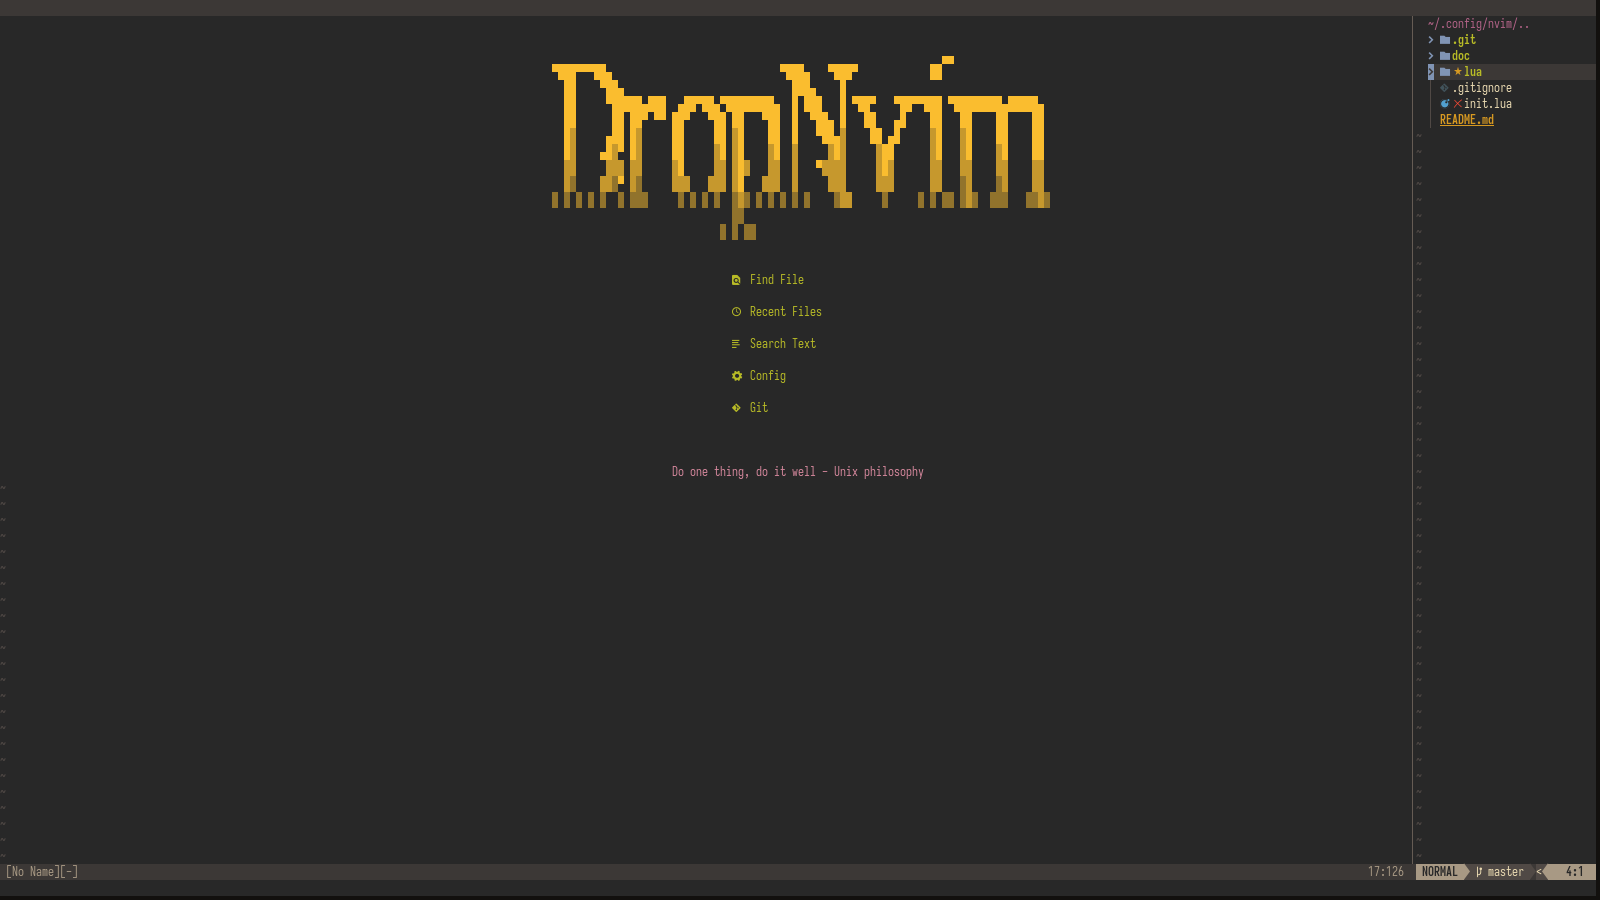 DropNvim
Find File
Recent Files
Search Text
Config
Git
Do one thing, do it well - Unix philosophy
~/.config/nvim/..
.git
doc
lua
.gitignore
init.lua
README.md
[No Name][-]
17:126
NORMAL
master
<
4:1